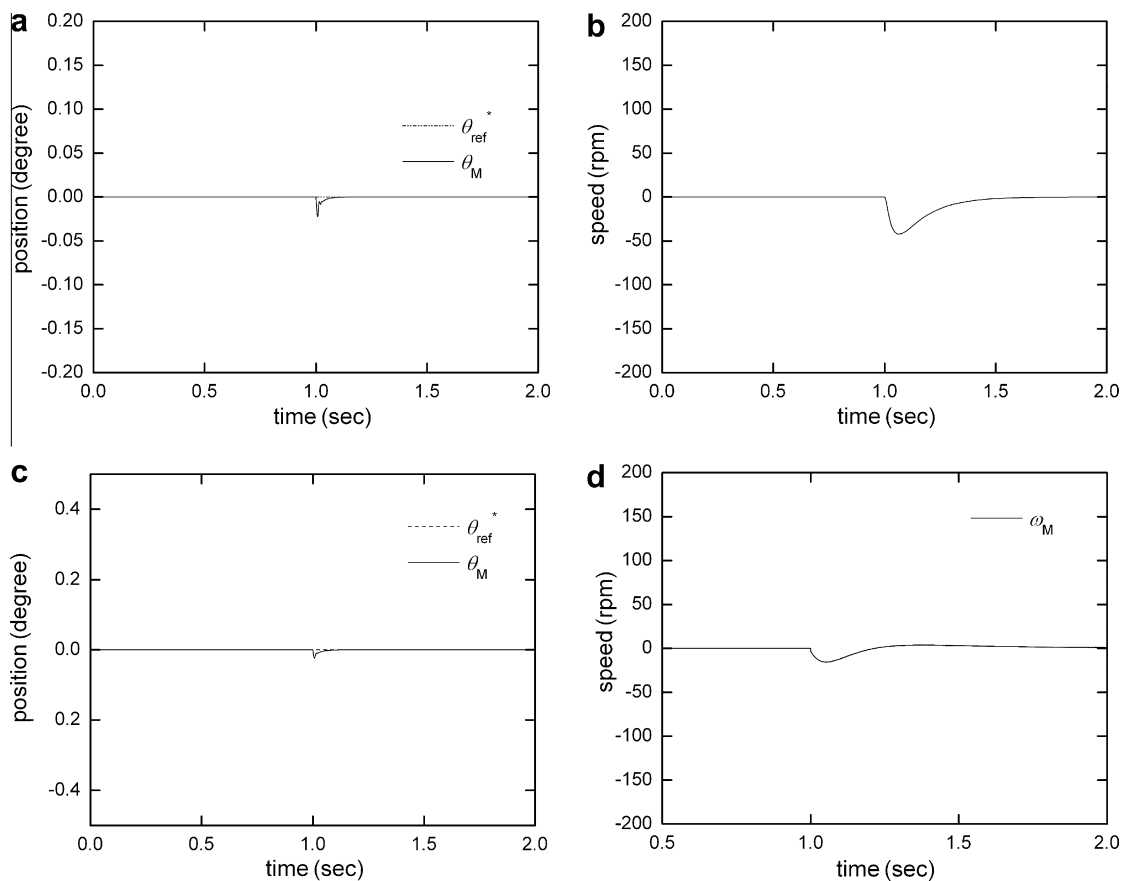 a
0.20
0.15
0.10
0.05
0.00
-0.05
-0.10
-0.15
-0.20
position (degree)
θref*
θM
0.0 0.5 1.0 1.5 2.0
time (sec)
b
200
150
100
50
0
-50
-100
-150
-200
speed (rpm)
0.0 0.5 1.0 1.5 2.0
time (sec)
c
0.4
0.2
0.0
0.2
-0.4
position (degree)
θref*
θM
0.0 0.5 1.0 1.5 2.0
time (sec)
d
200
150
100
50
0
-50
-100
-150
-200
speed (rpm)
ωM
0.5 1.0 1.5 2.0
time (sec)